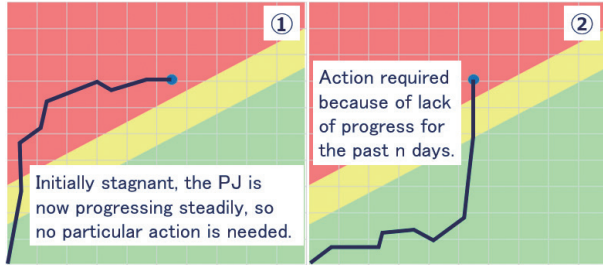 ①
Initially stagnant, the PJ is
now progressing steadily, so
no particular action is needed.
②
Action required
because of lack
of progress for
the past n days.